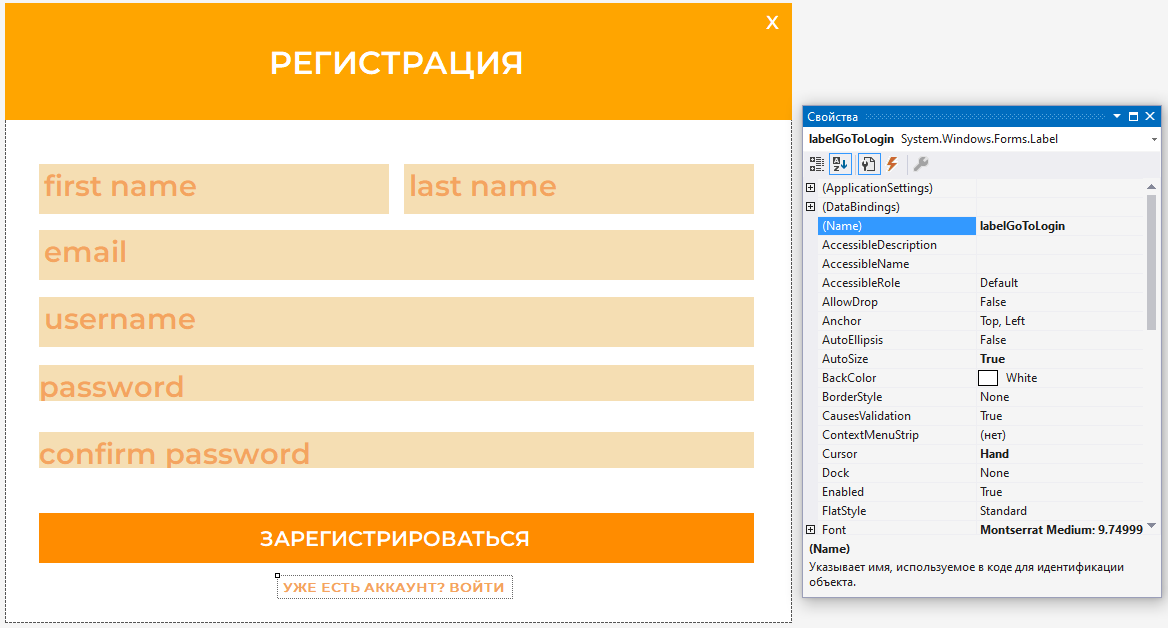 X
РЕГИСТРАЦИЯ
first name last name
email
username
password
confirm password
ЗАРЕГИСТРИРОВАТЬСЯ
УЖЕ ЕСТЬ АККАУНТ? ВОЙТИ
Свойства
labelGoToLogin System.Windows.Forms.Label
(ApplicationSettings)
(DataBindings)
(Name) labelGoToLogin
AccessibleDescription
AccessibleName
AccessibleRole Default
AllowDrop False
Anchor Top, Left
AutoEllipsis False
AutoSize True
BackColor White
BorderStyle None
CausesValidation True
ContextMenuStrip (нет)
Cursor Hand
Dock None
Enabled True
FlatStyle Standard
Font Montserrat Medium; 9.74999
(Name)
Указывает имя, используемое в коде для идентификации
объекта.